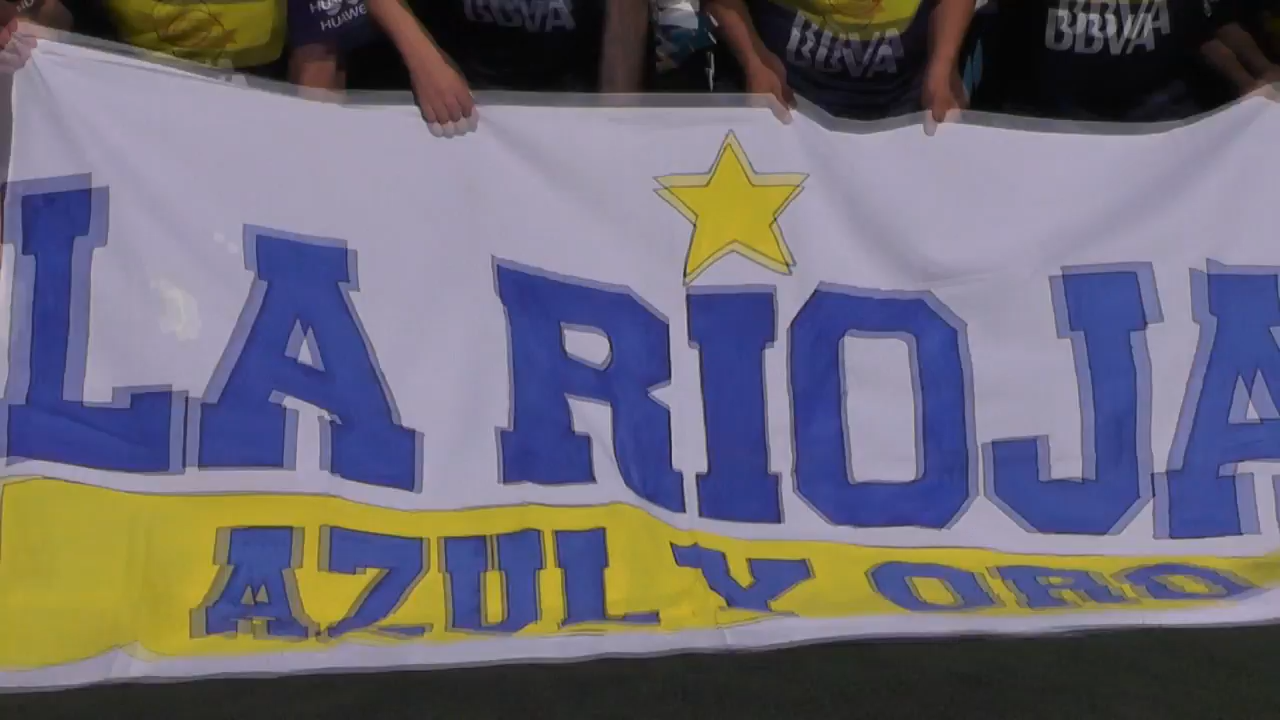 HUAWEI
BBVA
BBVA
BBVA
LA RIOJA
AZUL Y ORO